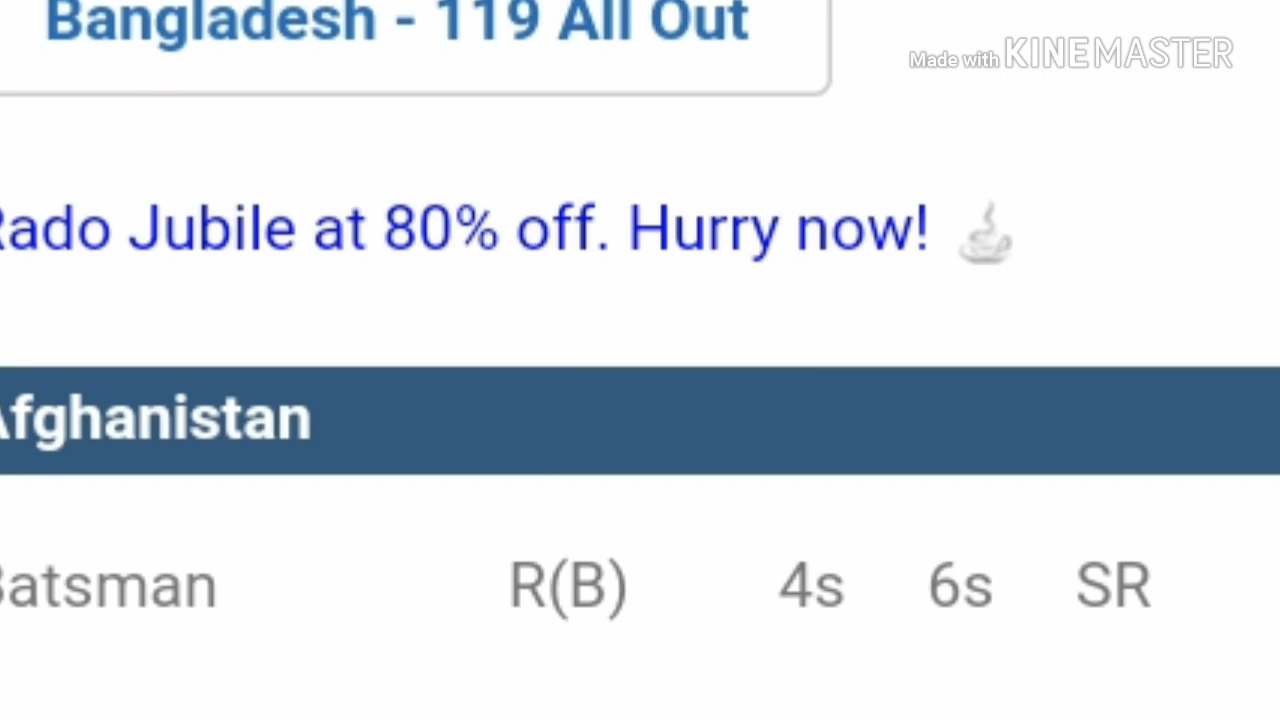 Bangladesh - 119 All Out
Made with KINEMASTER
Rado Jubile at 80% off. Hurry now!
Afghanistan
Batsman R(B) 4s 6s SR